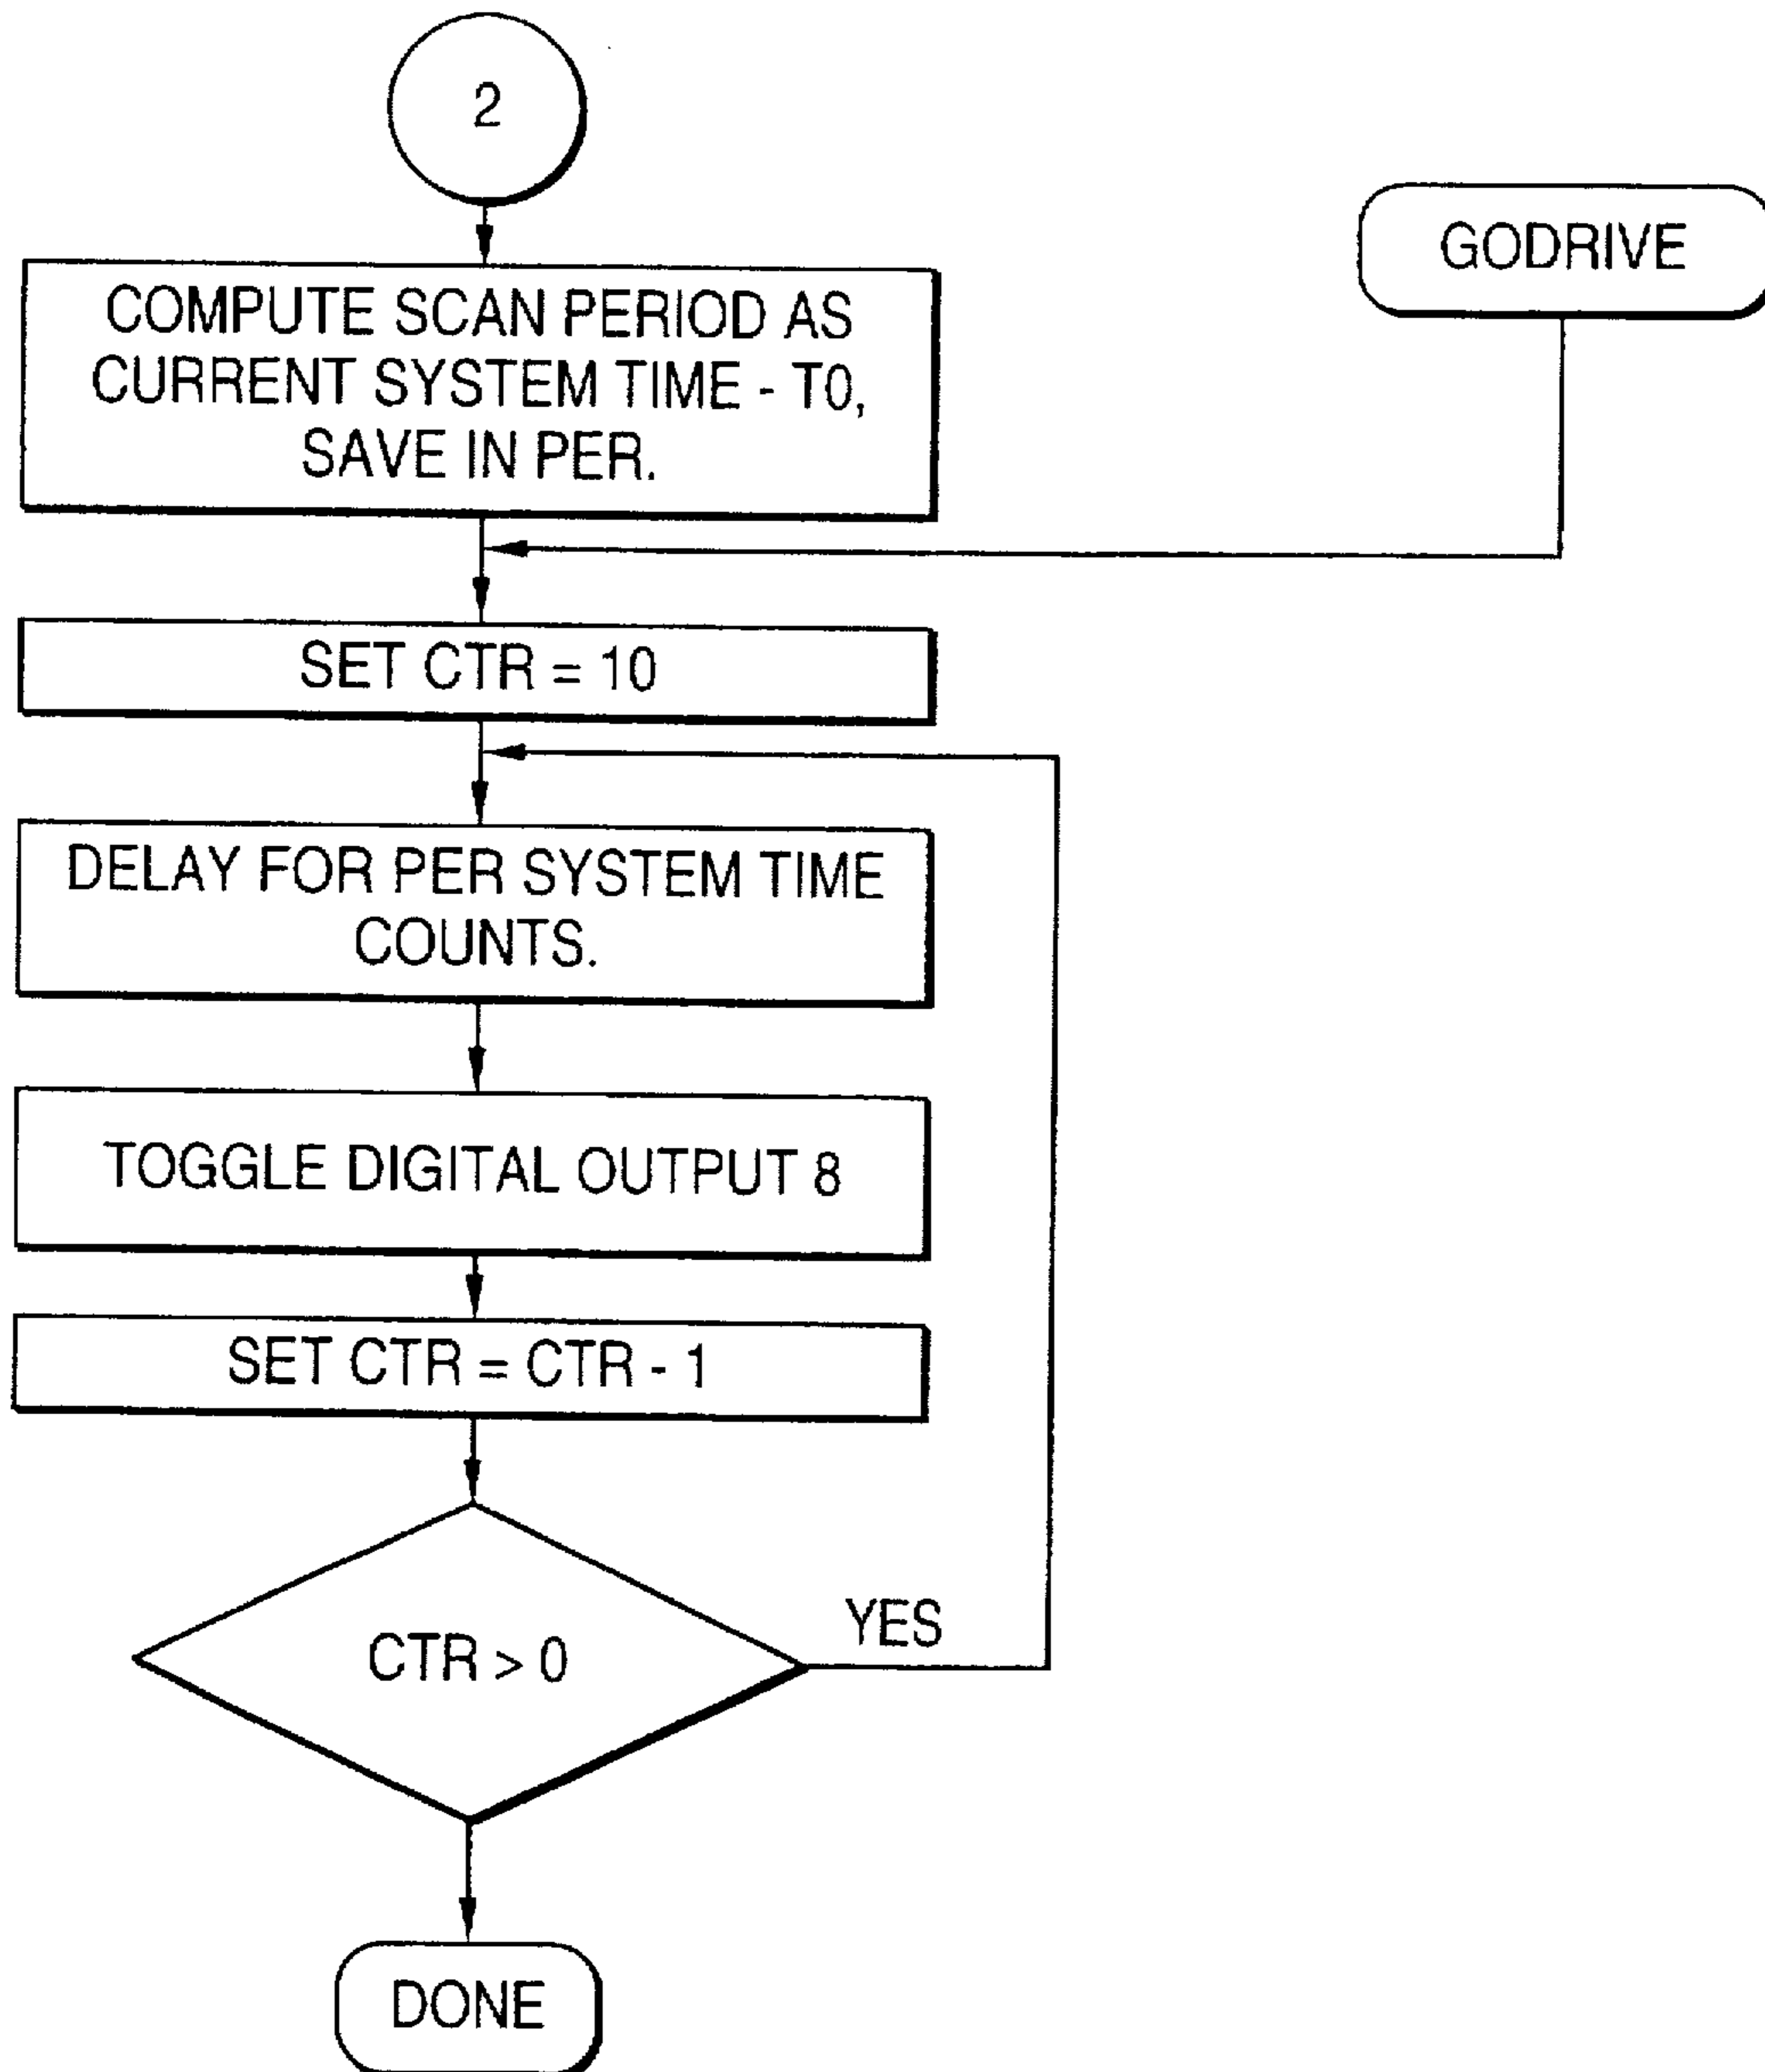 2
GODRIVE
COMPUTE SCAN PERIOD AS
CURRENT SYSTEM TIME - T0,
SAVE IN PER.
SET CTR = 10
DELAY FOR PER SYSTEM TIME
COUNTS.
TOGGLE DIGITAL OUTPUT 8
SET CTR = CTR - 1
YES
CTR > 0
DONE